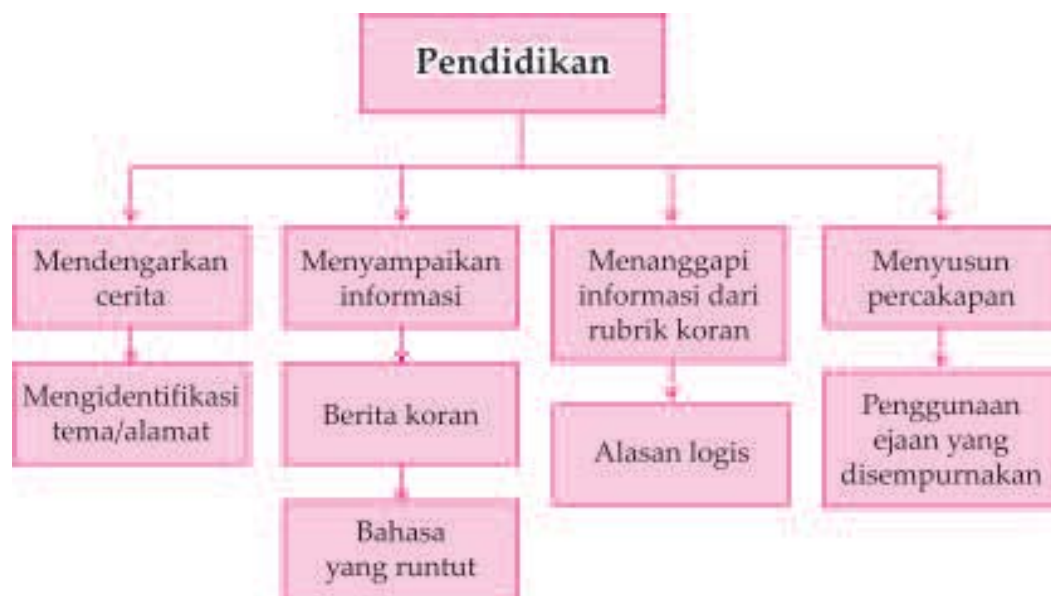 Pendidikan
Mendengarkan
cerita
Mengidentifikasi
tema/alamat
Menyampaikan
informasi
Berita koran
Bahasa
yang runtut
Menanggapi
informasi dari
rubrik koran
Alasan logis
Menyusun
percakapan
Penggunaan
ejaan yang
disempurnakan